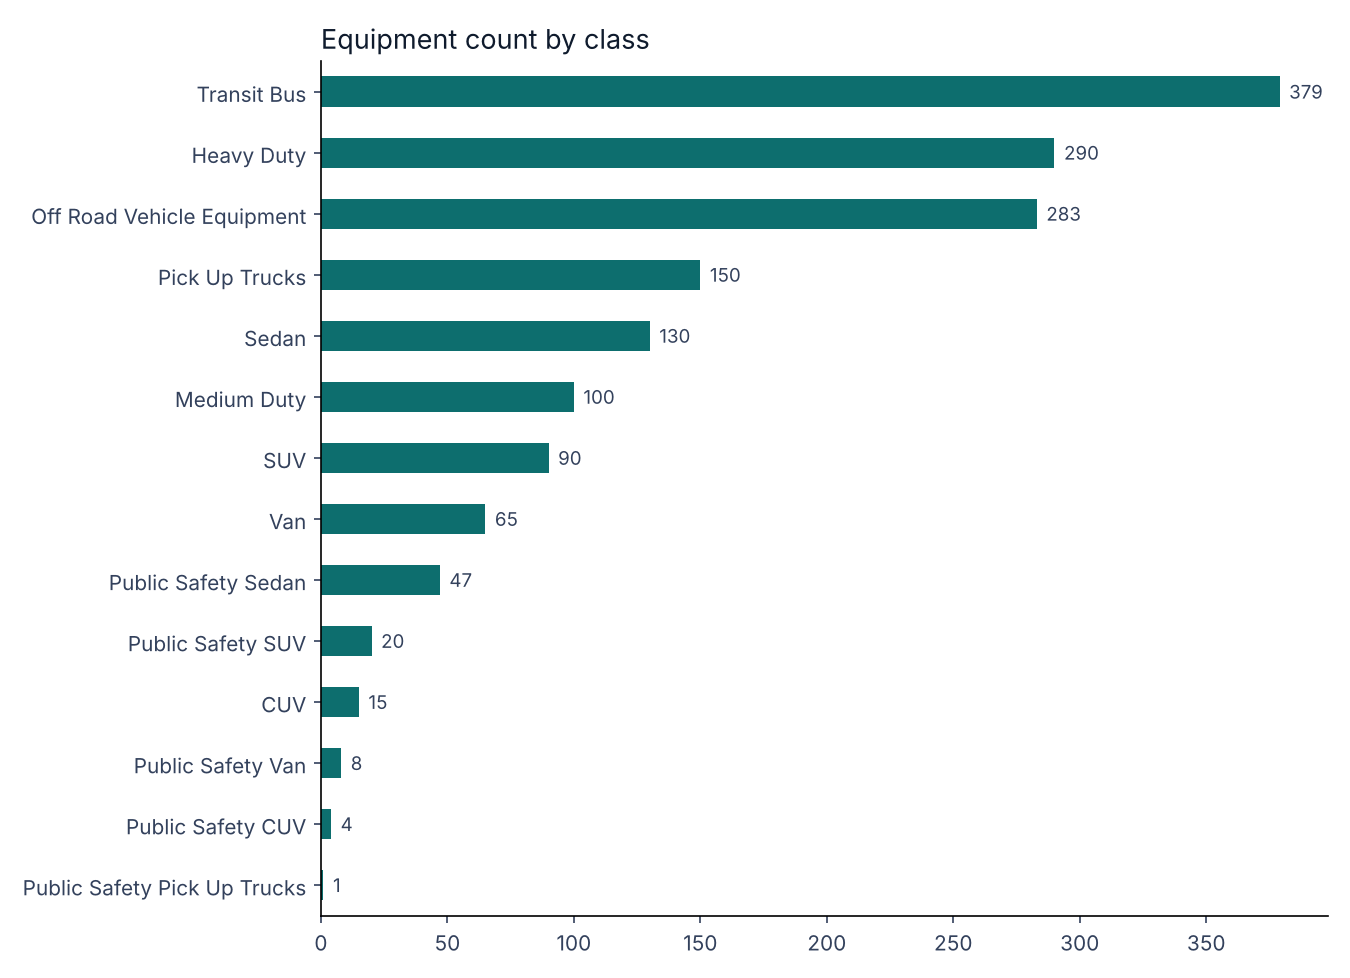 Equipment count by class
Transit Bus 379
Heavy Duty 290
Off Road Vehicle Equipment 283
Pick Up Trucks 150
Sedan 130
Medium Duty 100
SUV 90
Van 65
Public Safety Sedan 47
Public Safety SUV 20
CUV 15
Public Safety Van 8
Public Safety CUV 4
Public Safety Pick Up Trucks 1
0 50 100 150 200 250 300 350